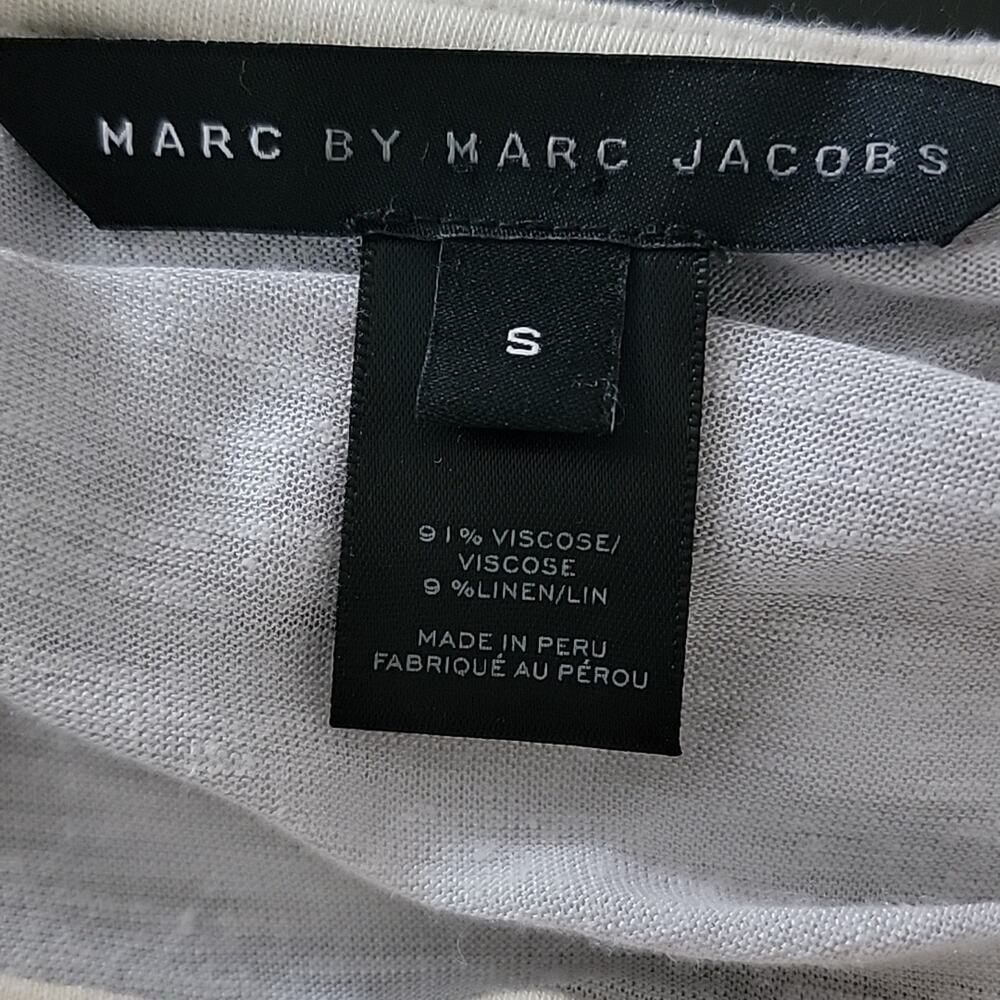 MARC BY MARC JACOBS
S
91% VISCOSE/
VISCOSE
9 %LINEN/LIN
MADE IN PERU
FABRIQUÉ AU PÉROU